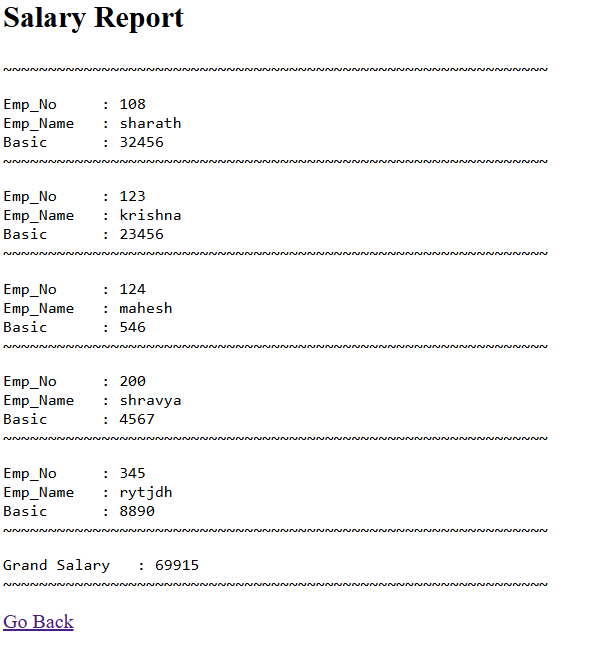 Salary Report
~~~~~~~~~~~~~~~~~~~~~~~~~~~~~~~~~~~~~~~~~~~~~~~~~~~~~~~~~~~~~
Emp_No     : 108
Emp_Name   : sharath
Basic      : 32456
~~~~~~~~~~~~~~~~~~~~~~~~~~~~~~~~~~~~~~~~~~~~~~~~~~~~~~~~~~~~~
Emp_No     : 123
Emp_Name   : krishna
Basic      : 23456
~~~~~~~~~~~~~~~~~~~~~~~~~~~~~~~~~~~~~~~~~~~~~~~~~~~~~~~~~~~~~
Emp_No     : 124
Emp_Name   : mahesh
Basic      : 546
~~~~~~~~~~~~~~~~~~~~~~~~~~~~~~~~~~~~~~~~~~~~~~~~~~~~~~~~~~~~~
Emp_No     : 200
Emp_Name   : shravya
Basic      : 4567
~~~~~~~~~~~~~~~~~~~~~~~~~~~~~~~~~~~~~~~~~~~~~~~~~~~~~~~~~~~~~
Emp_No     : 345
Emp_Name   : rytjdh
Basic      : 8890
~~~~~~~~~~~~~~~~~~~~~~~~~~~~~~~~~~~~~~~~~~~~~~~~~~~~~~~~~~~~~
Grand Salary   : 69915
~~~~~~~~~~~~~~~~~~~~~~~~~~~~~~~~~~~~~~~~~~~~~~~~~~~~~~~~~~~~~
Go Back